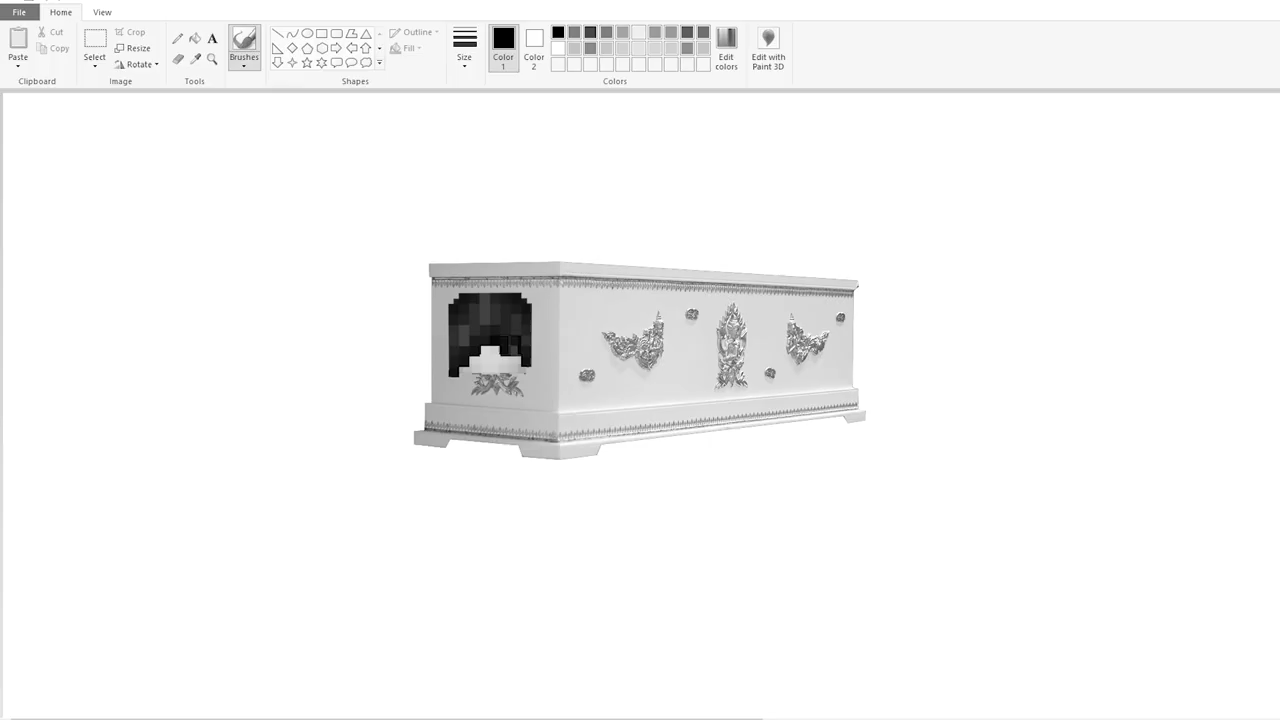 File Home View
Paste Cut Copy
Clipboard
Select Crop Resize Rotate
Image
A
Tools
Brushes
Shapes
Outline
Fill
Size
Color 1
Color 2
Edit colors
Colors
Edit with Paint 3D